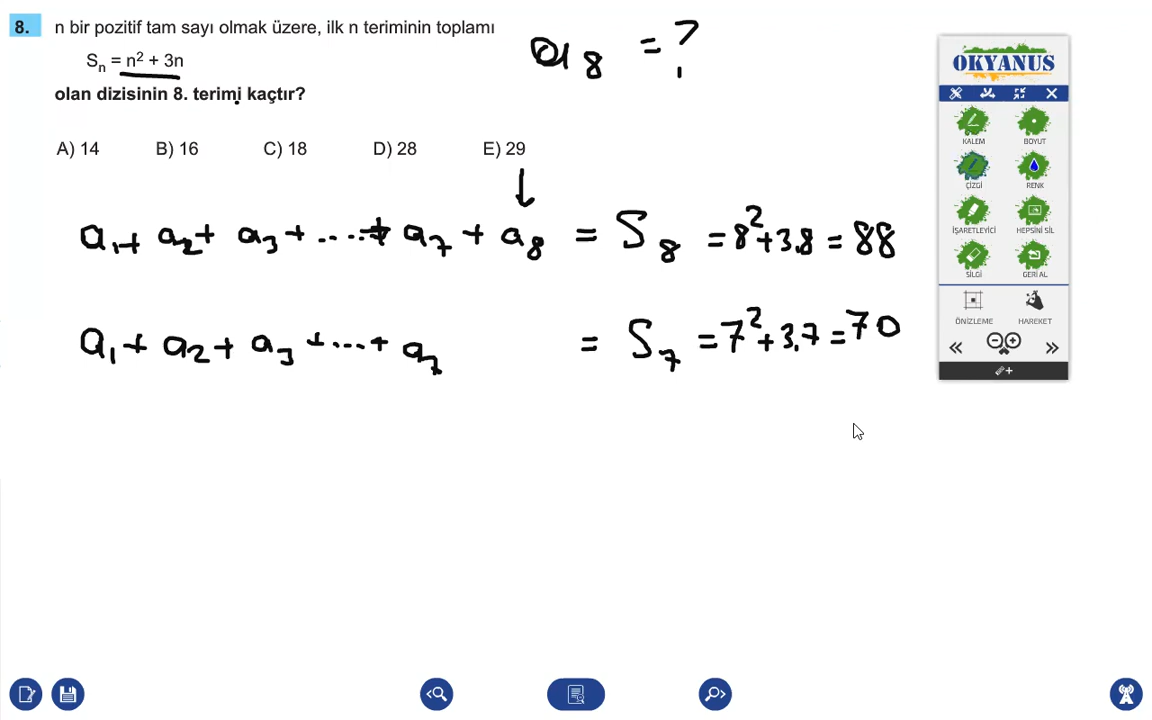 8. n bir pozitif tam sayı olmak üzere, ilk n teriminin toplamı
Sₙ = n² + 3n
olan dizisinin 8. terimi kaçtır?
a₈ = ?
A) 14 B) 16 C) 18 D) 28 E) 29
a₁ + a₂ + a₃ + ..... + a₇ + a₈ = S₈ = 8² + 3.8 = 88
a₁ + a₂ + a₃ + ... + a₇ = S₇ = 7² + 3.7 = 70
OKYANUS
KALEM BOYUT
ÇİZGİ RENK
İŞARETLEYİCİ HEPSİNİ SİL
SİLGİ GERİ AL
ÖNİZLEME HAREKET